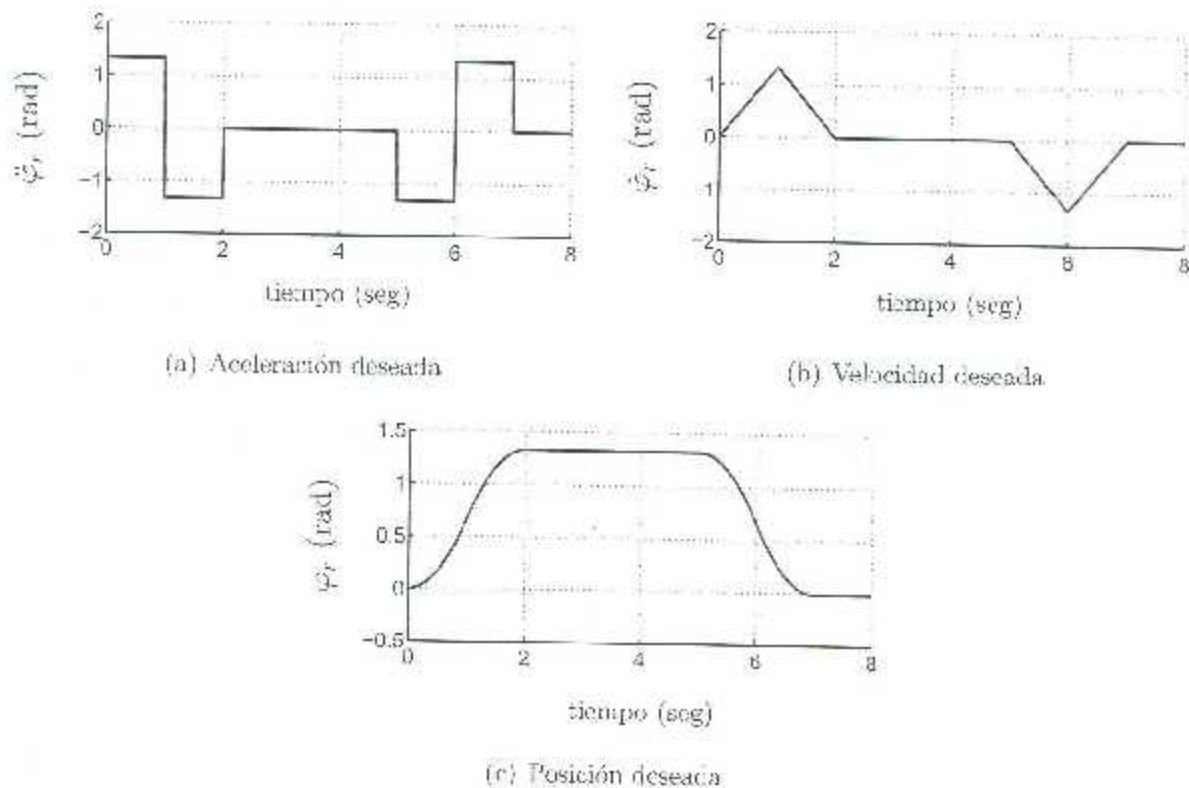 2
1
0
−1
−2
φ̈r (rad)
0 2 4 6 8
tiempo (seg)
(a) Aceleración deseada
2
1
0
−1
−2
φ̇r (rad)
0 2 4 6 8
tiempo (seg)
(b) Velocidad deseada
1.5
1
0.5
0
−0.5
φr (rad)
0 2 4 6 8
tiempo (seg)
(c) Posición deseada